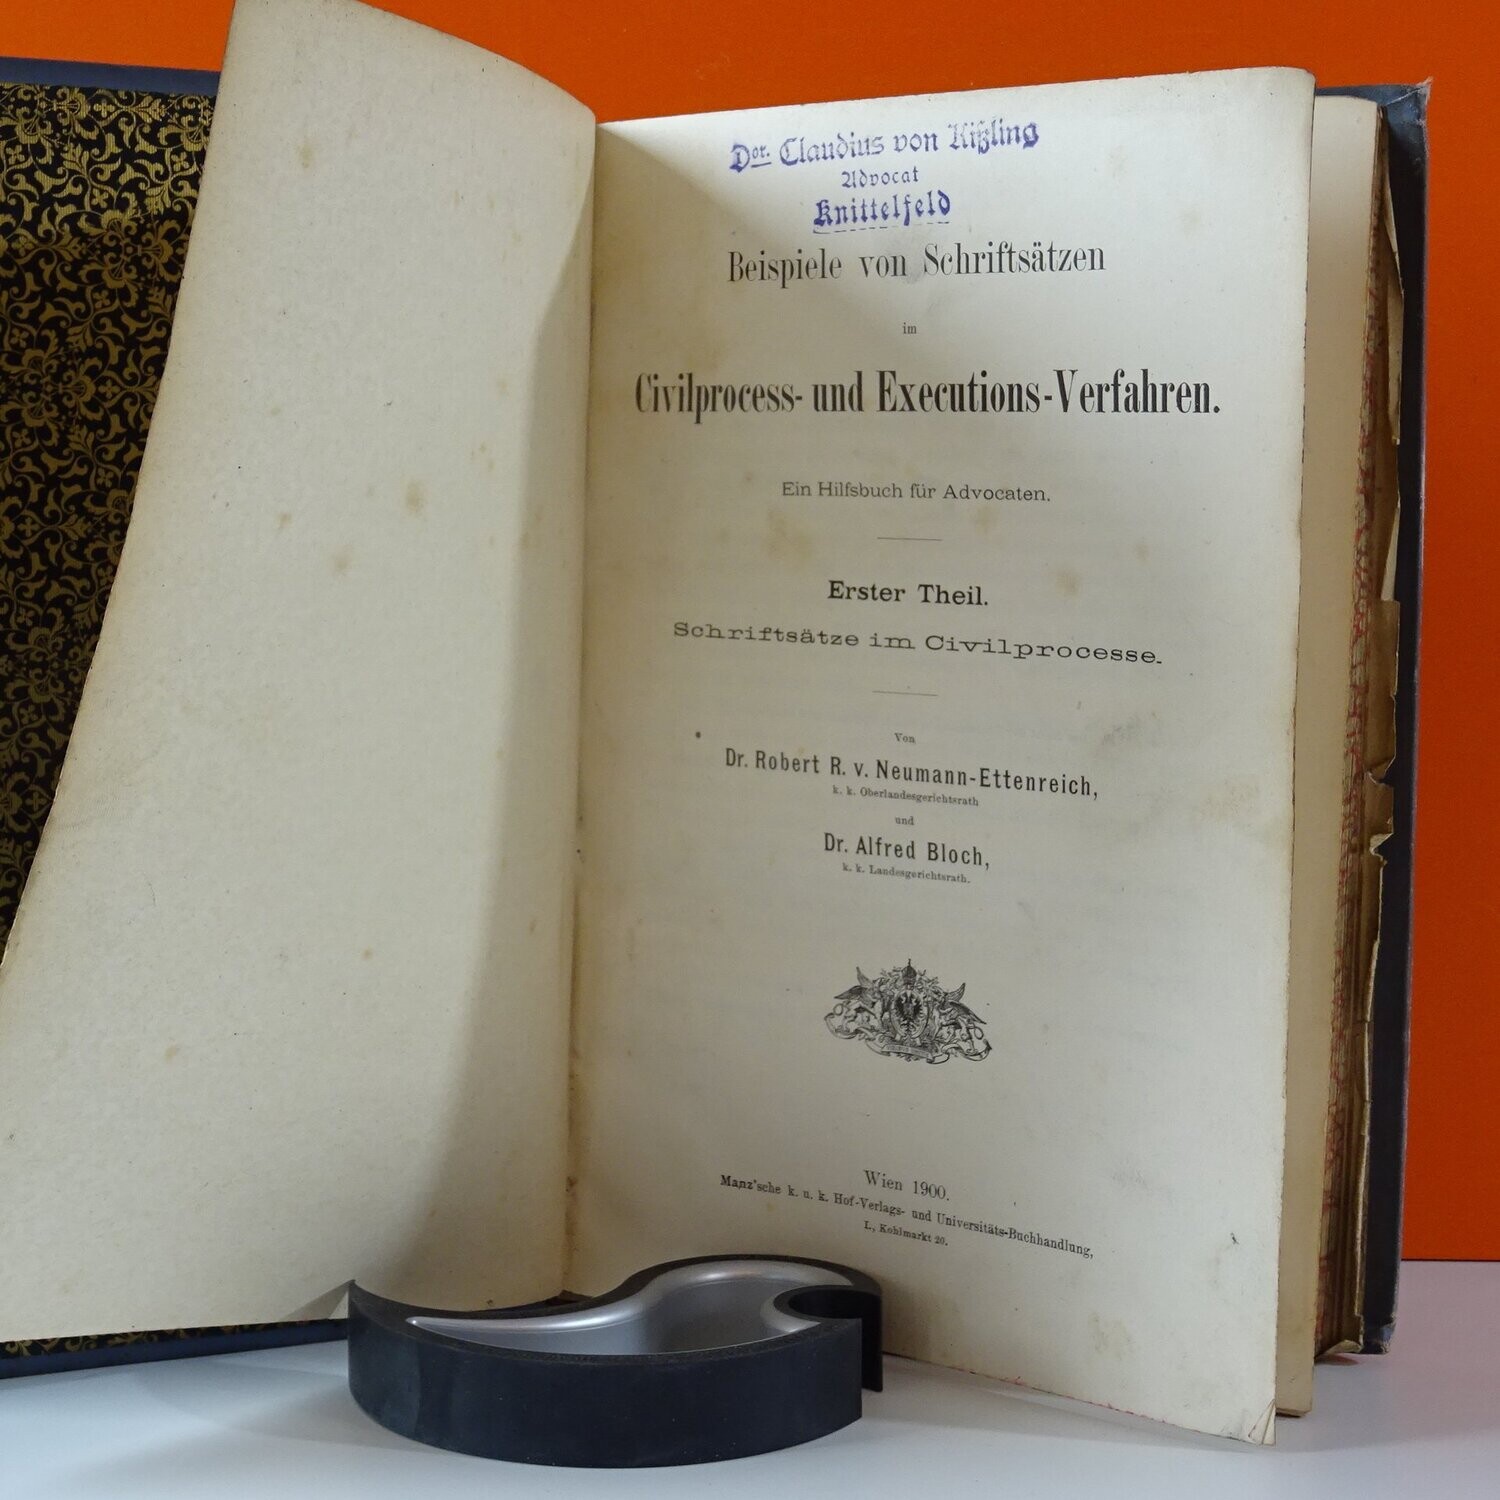 Dor. Claudius von Kißling
Advocat
Knittelfeld
Beispiele von Schriftsätzen
im
Civilprocess- und Executions-Verfahren.
Ein Hilfsbuch für Advocaten.
Erster Theil.
Schriftsätze im Civilprocesse.
Von
Dr. Robert R. v. Neumann-Ettenreich,
k. k. Oberlandesgerichtsrath
und
Dr. Alfred Bloch,
k. k. Landesgerichtsrath.
Wien 1900.
Manz'sche k. u. k. Hof-Verlags- und Universitäts-Buchhandlung,
I., Kohlmarkt 20.